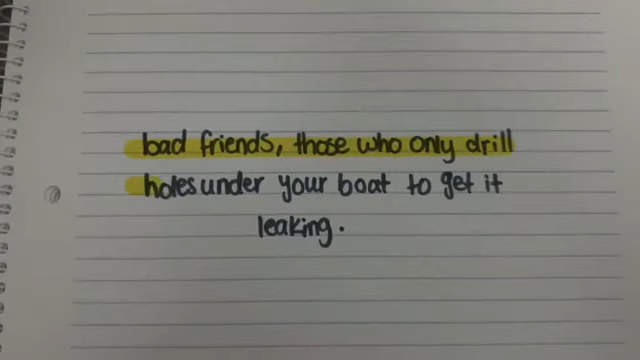 bad friends, those who only drill
holes under your boat to get it
leaking.